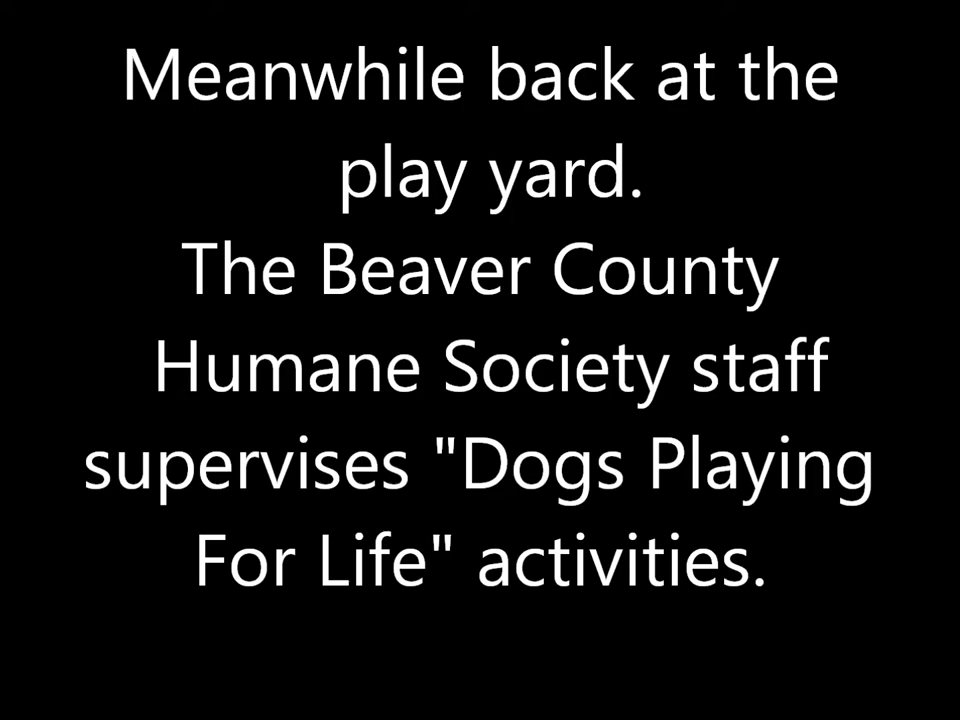 Meanwhile back at the
play yard.
The Beaver County
Humane Society staff
supervises "Dogs Playing
For Life" activities.